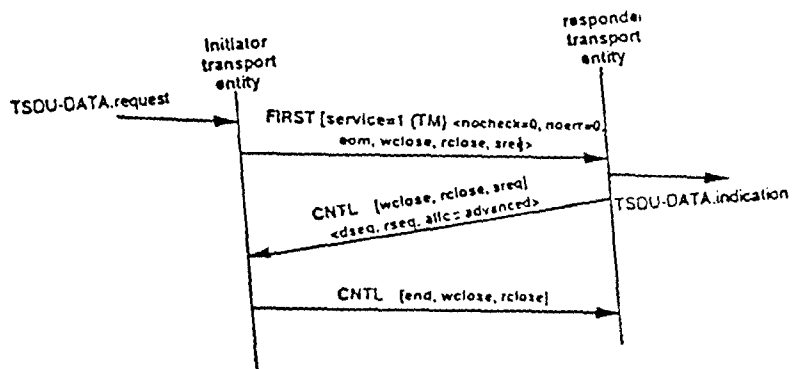 Initiator
transport
entity
responder
transport
entity
TSDU-DATA.request
FIRST [service=1 (TM) <nocheck=0, noerr=0,
eom, wclose, rclose, sreq>
CNTL [wclose, rclose, sreq]
<dseq, rseq, allc = advanced>
TSDU-DATA.indication
CNTL [end, wclose, rclose]